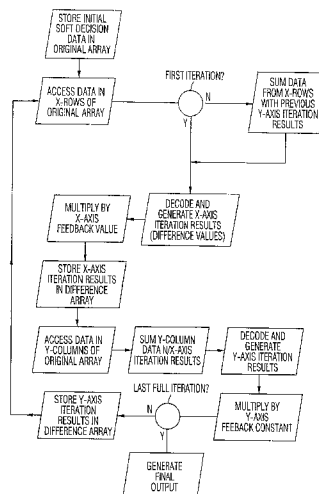 STORE INITIAL
SOFT DECISION
DATA IN
ORIGINAL ARRAY
ACCESS DATA IN
X-ROWS OF
ORIGINAL ARRAY
FIRST ITERATION?
N
Y
SUM DATA
FROM X-ROWS
WITH PREVIOUS
Y-AXIS ITERATION
RESULTS
DECODE AND
GENERATE X-AXIS
ITERATION RESULTS
(DIFFERENCE VALUES)
MULTIPLY BY
X-AXIS
FEEDBACK VALUE
STORE X-AXIS
ITERATION RESULTS
IN DIFFERENCE
ARRAY
ACCESS DATA IN
Y-COLUMNS OF
ORIGINAL ARRAY
SUM Y-COLUMN
DATA N/X-AXIS
ITERATION RESULTS
DECODE AND
GENERATE
Y-AXIS ITERATION
RESULTS
MULTIPLY BY
Y-AXIS
FEEBACK CONSTANT
LAST FULL ITERATION?
N
Y
STORE Y-AXIS
ITERATION
RESULTS IN
DIFFERENCE ARRAY
GENERATE
FINAL
OUTPUT